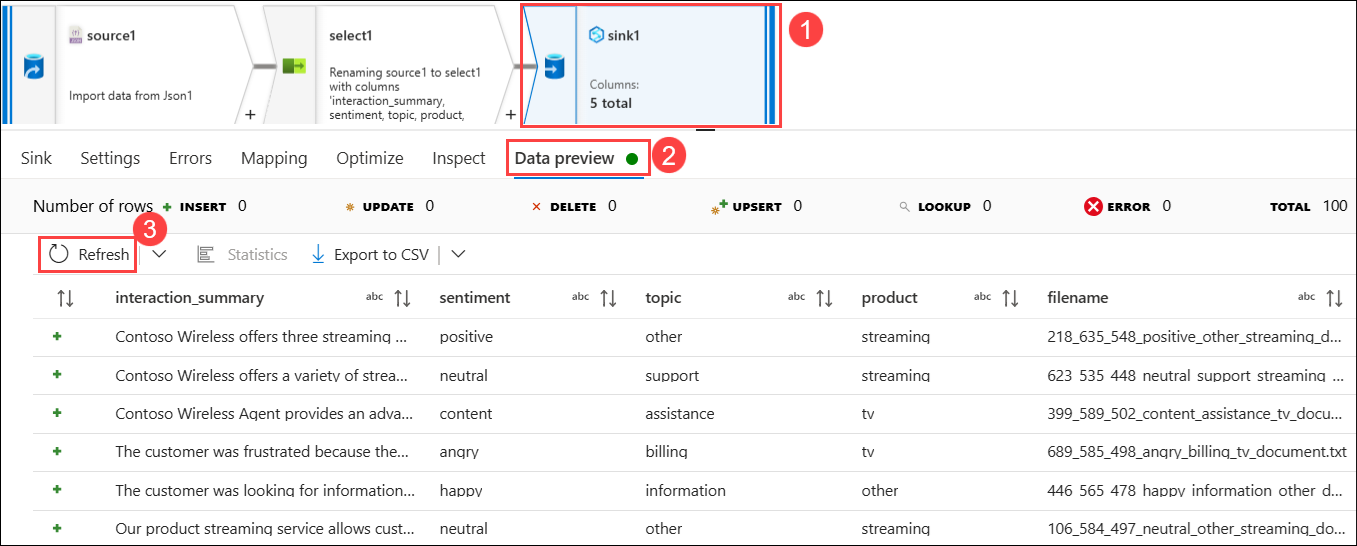 source1
Import data from Json1
+
select1
Renaming source1 to select1
with columns
'interaction_summary,
sentiment, topic, product,
+
sink1
Columns:
5 total
1
Sink Settings Errors Mapping Optimize Inspect Data preview 2
Number of rows INSERT 0 UPDATE 0 DELETE 0 UPSERT 0 LOOKUP 0 ERROR 0 TOTAL 100
3
Refresh Statistics Export to CSV
interaction_summary abc sentiment abc topic abc product abc filename abc
Contoso Wireless offers three streaming ... positive other streaming 218_635_548_positive_other_streaming_d...
Contoso Wireless offers a variety of strea... neutral support streaming 623_535_448_neutral_support_streaming_...
Contoso Wireless Agent provides an adva... content assistance tv 399_589_502_content_assistance_tv_docu...
The customer was frustrated because the... angry billing tv 689_585_498_angry_billing_tv_document.txt
The customer was looking for information... happy information other 446_565_478_happy_information_other_d...
Our product streaming service allows cust... neutral other streaming 106_584_497_neutral_other_streaming_do...